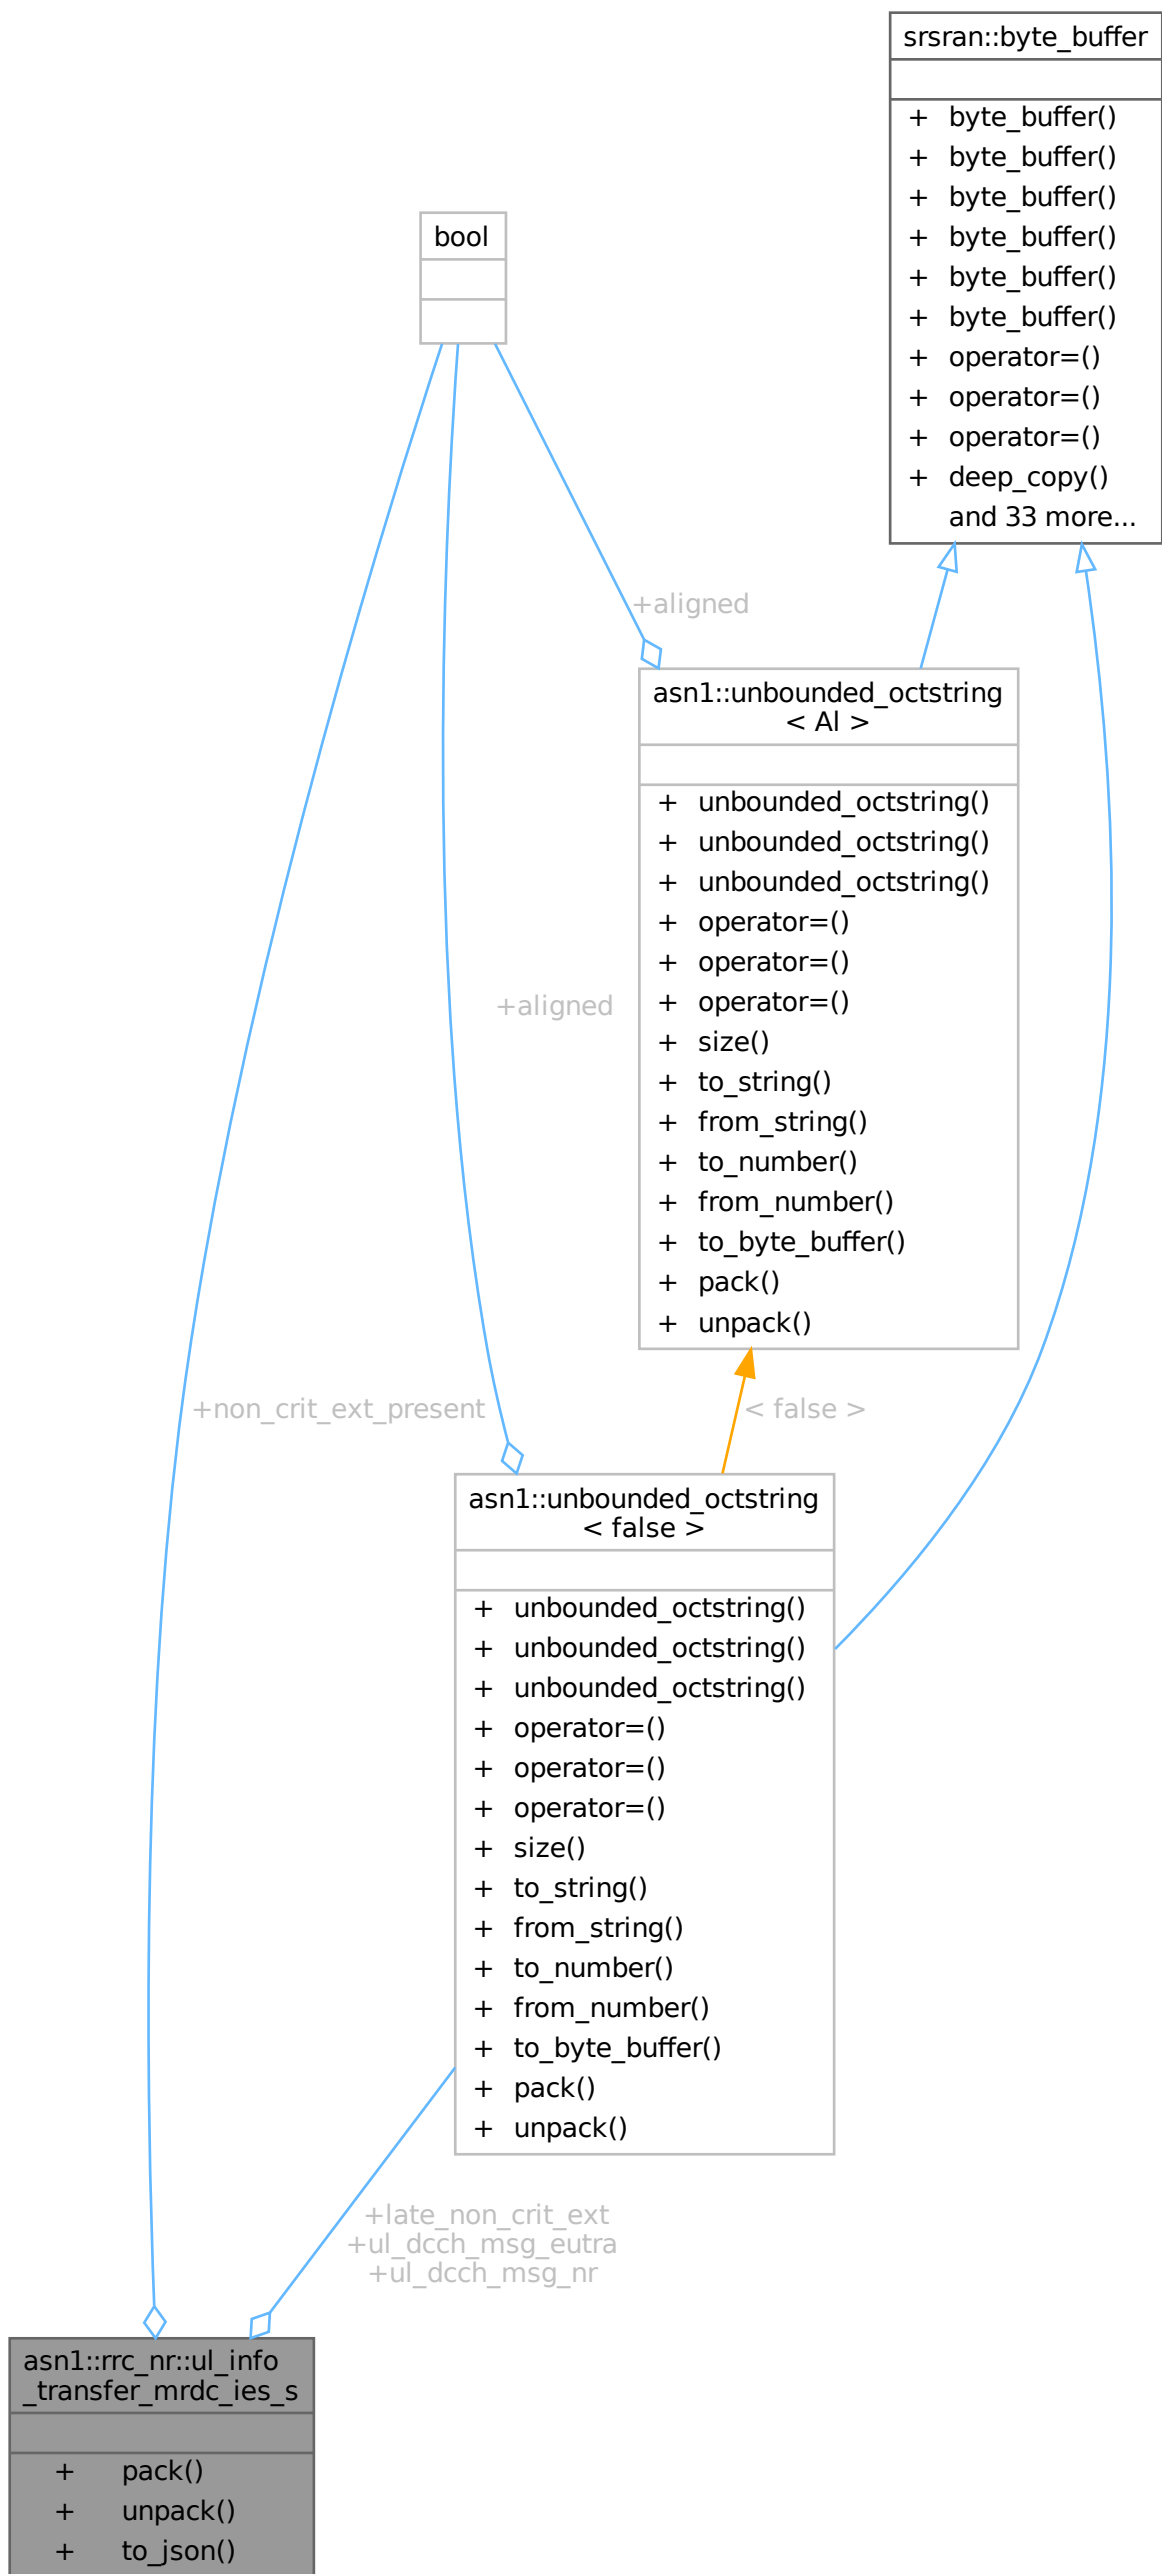 srsran::byte_buffer
+ byte_buffer()
+ byte_buffer()
+ byte_buffer()
+ byte_buffer()
+ byte_buffer()
+ byte_buffer()
+ operator=()
+ operator=()
+ operator=()
+ deep_copy()
and 33 more...
bool
+aligned
asn1::unbounded_octstring
< Al >
+ unbounded_octstring()
+ unbounded_octstring()
+ unbounded_octstring()
+ operator=()
+ operator=()
+ operator=()
+ size()
+ to_string()
+ from_string()
+ to_number()
+ from_number()
+ to_byte_buffer()
+ pack()
+ unpack()
+aligned
+non_crit_ext_present
< false >
asn1::unbounded_octstring
< false >
+ unbounded_octstring()
+ unbounded_octstring()
+ unbounded_octstring()
+ operator=()
+ operator=()
+ operator=()
+ size()
+ to_string()
+ from_string()
+ to_number()
+ from_number()
+ to_byte_buffer()
+ pack()
+ unpack()
+late_non_crit_ext
+ul_dcch_msg_eutra
+ul_dcch_msg_nr
asn1::rrc_nr::ul_info
_transfer_mrdc_ies_s
+ pack()
+ unpack()
+ to_json()